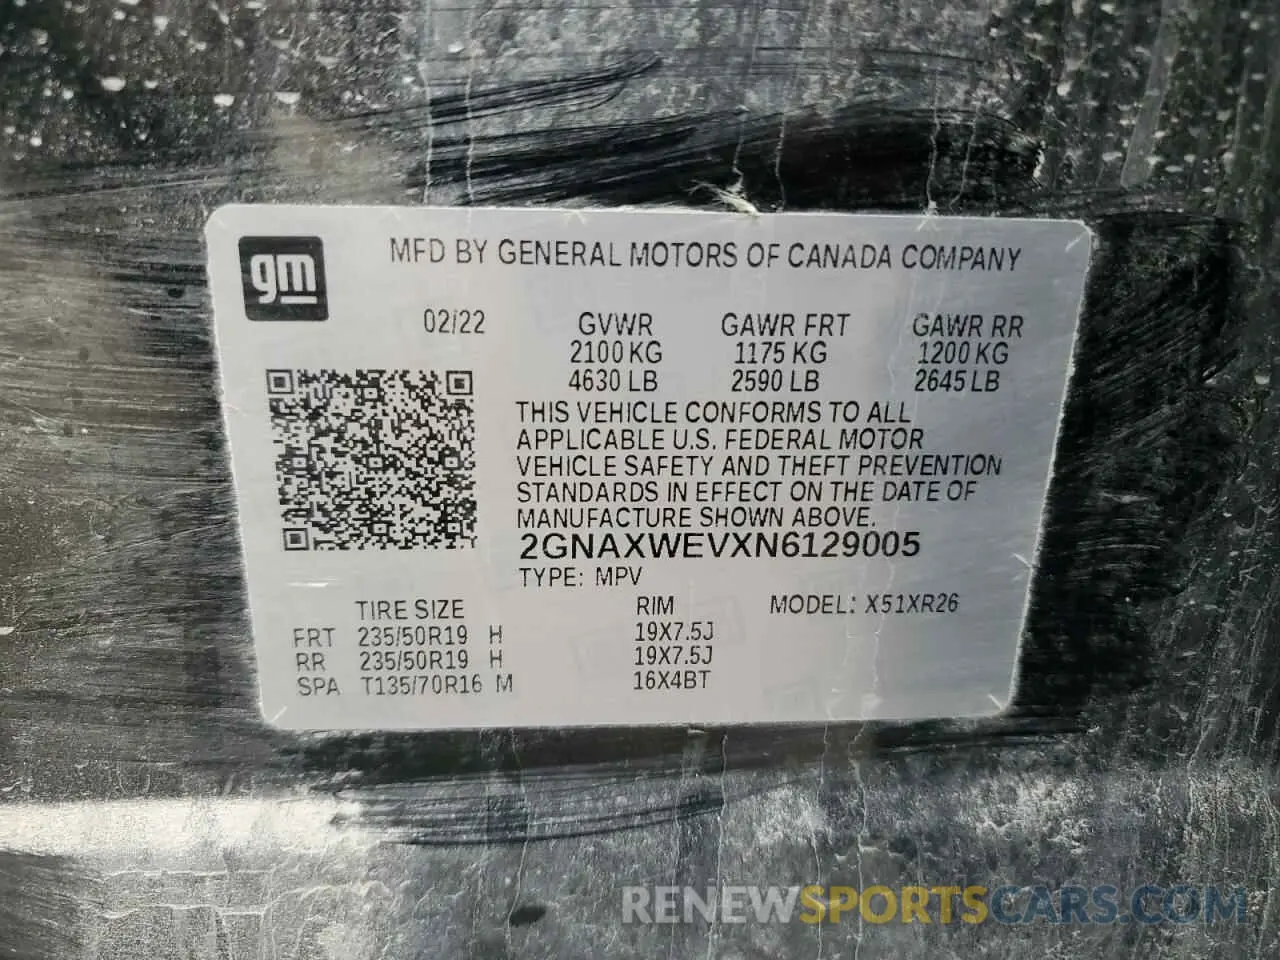 gm
MFD BY GENERAL MOTORS OF CANADA COMPANY
02/22 GVWR GAWR FRT GAWR RR
2100 KG 1175 KG 1200 KG
4630 LB 2590 LB 2645 LB
THIS VEHICLE CONFORMS TO ALL
APPLICABLE U.S. FEDERAL MOTOR
VEHICLE SAFETY AND THEFT PREVENTION
STANDARDS IN EFFECT ON THE DATE OF
MANUFACTURE SHOWN ABOVE.
2GNAXWEVXN6129005
TYPE: MPV
TIRE SIZE RIM MODEL: X51XR26
FRT 235/50R19 H 19X7.5J
RR 235/50R19 H 19X7.5J
SPA T135/70R16 M 16X4BT
RENEWSPORTSCARS.COM